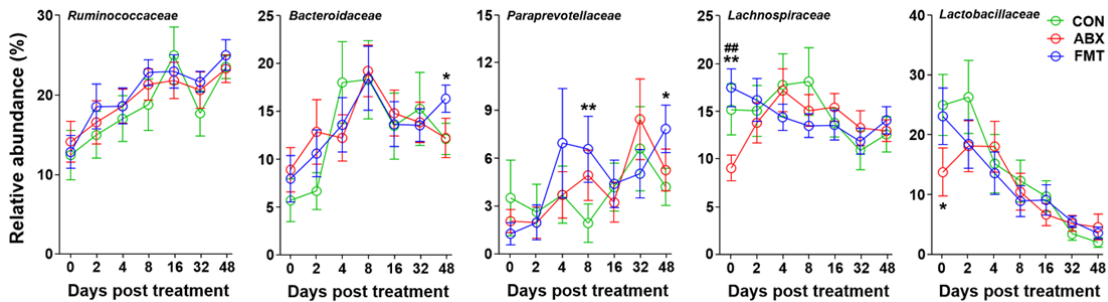 Relative abundance (%)
Ruminococcaceae
30
20
10
0
0 2 4 8 16 32 48
Days post treatment
Bacteroidaceae
25
20
15
10
5
0
*
0 2 4 8 16 32 48
Days post treatment
Paraprevotellaceae
15
12
9
6
3
0
**
*
0 2 4 8 16 32 48
Days post treatment
Lachnospiraceae
25
20
15
10
5
0
##
**
0 2 4 8 16 32 48
Days post treatment
Lactobacillaceae
40
30
20
10
0
*
0 2 4 8 16 32 48
Days post treatment
CON
ABX
FMT